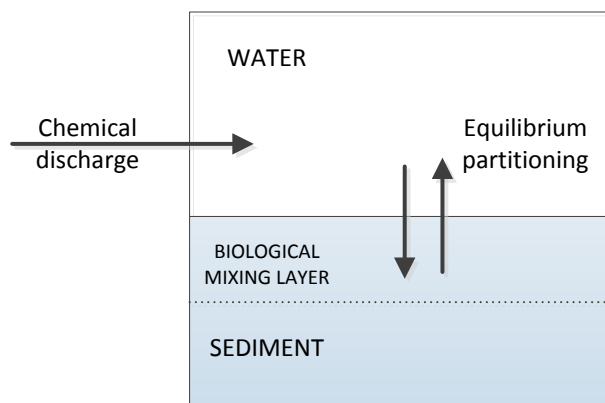 WATER
Chemical
discharge
Equilibrium
partitioning
BIOLOGICAL
MIXING LAYER
SEDIMENT